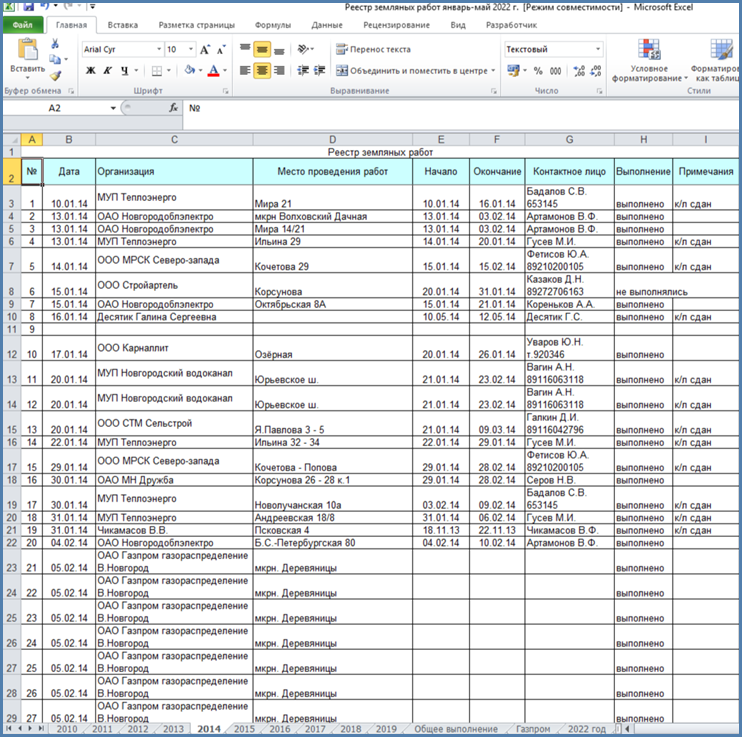 Реестр земляных работ январь-май 2022 г. [Режим совместимости] - Microsoft Excel
Файл Главная Вставка Разметка страницы Формулы Данные Рецензирование Вид Разработчик
Вставить
Arial Cyr 10
Ж К Ч
Перенос текста
Объединить и поместить в центре
Текстовый
% 000
Условное форматирование
Форматировать как таблиц
Буфер обмена Шрифт Выравнивание Число Стили
A2 fx №
A B C D E F G H I
1 Реестр земляных работ
2 № Дата Организация Место проведения работ Начало Окончание Контактное лицо Выполнение Примечания
3 1 10.01.14 МУП Теплоэнерго Мира 21 10.01.14 16.01.14 Бадалов С.В. 653145 выполнено к/л сдан
4 2 13.01.14 ОАО Новгородоблэлектро мкрн Волховский Дачная 13.01.14 03.02.14 Артамонов В.Ф. выполнено к/л сдан
5 3 13.01.14 ОАО Новгородоблэлектро Мира 14/21 13.01.14 03.02.14 Артамонов В.Ф. выполнено к/л сдан
6 4 13.01.14 МУП Теплоэнерго Ильина 29 14.01.14 20.01.14 Гусев М.И. выполнено к/л сдан
7 5 14.01.14 ООО МРСК Северо-запада Кочетова 29 15.01.14 15.02.14 Фетисов Ю.А. 89210200105 выполнено к/л сдан
8 6 15.01.14 ООО Стройартель Корсунова 20.01.14 31.01.14 Казаков Д.Н. 89272706163 не выполнялись
9 7 15.01.14 ОАО Новгородоблэлектро Октябрьская 8А 15.01.14 21.01.14 Кореньков А.А. выполнено
10 8 16.01.14 Десятик Галина Сергеевна 10.05.14 12.05.14 Десятик Г.С. выполнено к/л сдан
11 9
12 10 17.01.14 ООО Карналлит Озёрная 20.01.14 26.01.14 Уваров Ю.Н. т.920346 выполнено
13 11 20.01.14 МУП Новгородский водоканал Юрьевское ш. 21.01.14 23.02.14 Вагин А.Н. 89116063118 выполнено к/л сдан
14 12 20.01.14 МУП Новгородский водоканал Юрьевское ш. 21.01.14 23.02.14 Вагин А.Н. 89116063118 выполнено к/л сдан
15 13 20.01.14 ООО СТМ Сельстрой Я.Павлова 3 - 5 21.01.14 09.03.14 Галкин Д.И. 89116042796 выполнено к/л сдан
16 14 22.01.14 МУП Теплоэнерго Ильина 32 - 34 22.01.14 29.01.14 Гусев М.И. выполнено к/л сдан
17 15 29.01.14 ООО МРСК Северо-запада Кочетова - Попова 29.01.14 28.02.14 Фетисов Ю.А. 89210200105 выполнено к/л сдан
18 16 30.01.14 ОАО МН Дружба Корсунова 26 - 28 к.1 29.01.14 28.02.14 Серов Н.В. выполнено
19 17 30.01.14 МУП Теплоэнерго Новолучанская 10а 03.02.14 09.02.14 Бадалов С.В. 653145 выполнено к/л сдан
20 18 31.01.14 МУП Теплоэнерго Андреевская 18/8 31.01.14 06.02.14 Гусев М.И. выполнено к/л сдан
21 19 31.01.14 Чикамасов В.В. Псковская 4 18.11.13 22.11.13 Чикамасов В.Ф. выполнено к/л сдан
22 20 04.02.14 ОАО Новгородоблэлектро Б.С.-Петербургская 80 04.02.14 10.02.14 Артамонов В.Ф. выполнено
23 21 05.02.14 ОАО Газпром газораспределение В.Новгород мкрн. Деревяницы выполнено
24 22 05.02.14 ОАО Газпром газораспределение В.Новгород мкрн. Деревяницы выполнено
25 23 05.02.14 ОАО Газпром газораспределение В.Новгород мкрн. Деревяницы выполнено
26 24 05.02.14 ОАО Газпром газораспределение В.Новгород мкрн. Деревяницы выполнено
27 25 05.02.14 ОАО Газпром газораспределение В.Новгород мкрн. Деревяницы выполнено
28 26 05.02.14 ОАО Газпром газораспределение В.Новгород мкрн. Деревяницы выполнено
29 27 05.02.14 ОАО Газпром газораспределение В.Новгород мкрн. Деревяницы выполнено
2010 2011 2012 2013 2014 2015 2016 2017 2018 2019 Общее выполнение Газпром 2022 год